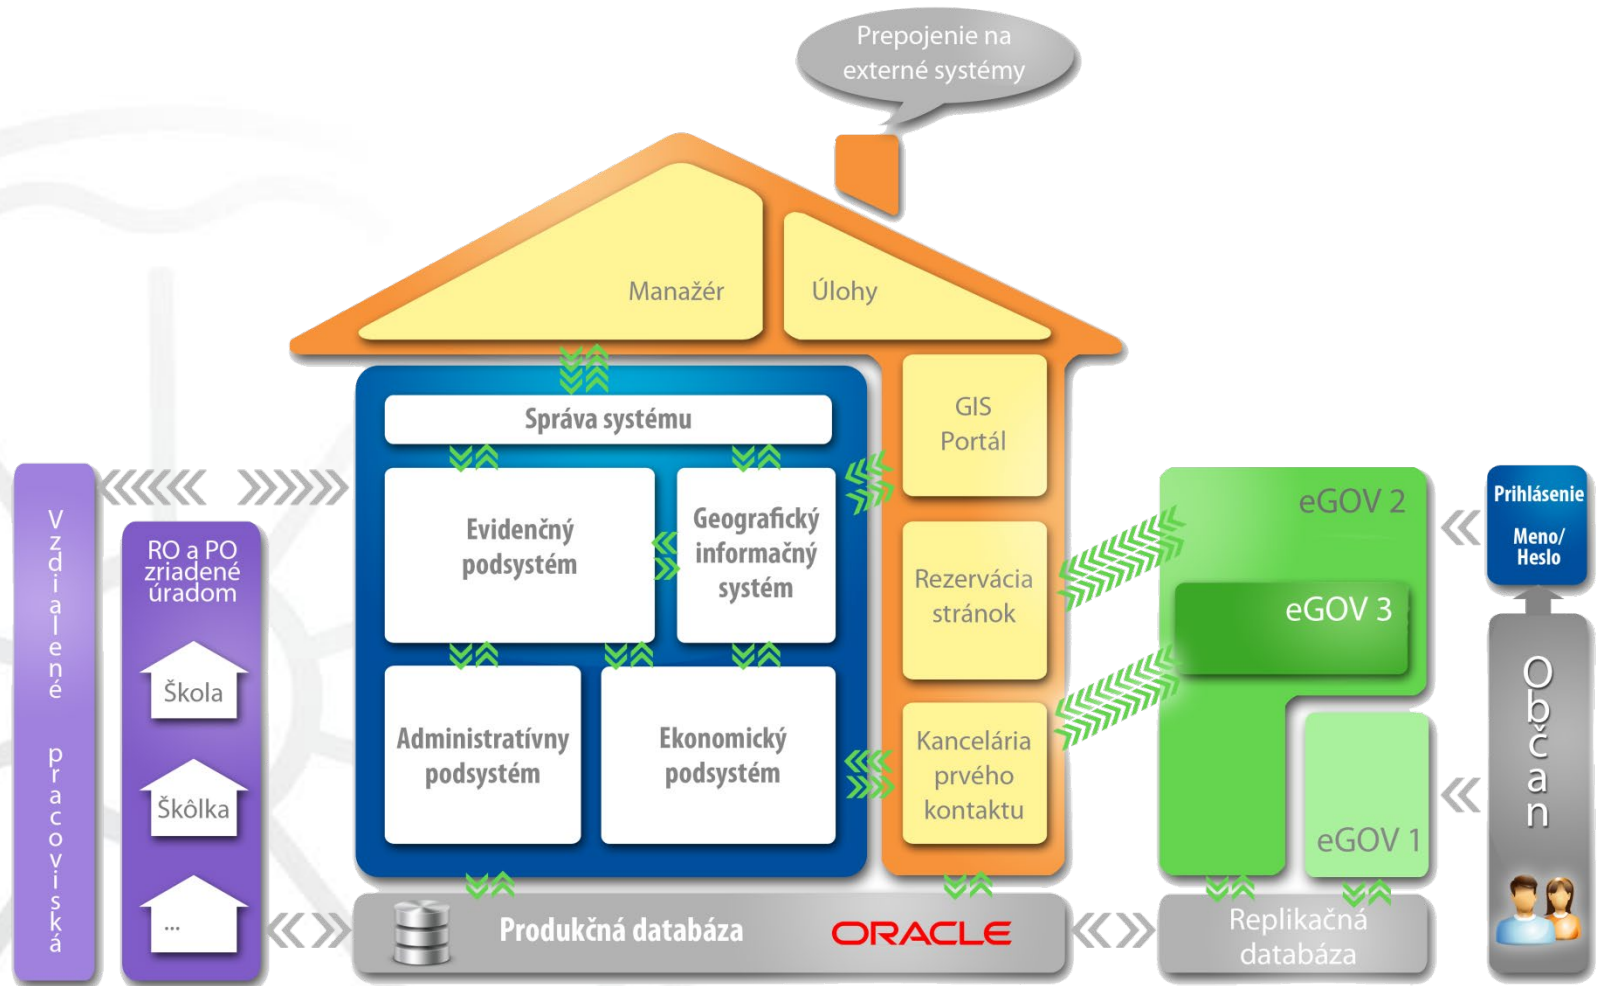 Prepojenie na
externé systémy
Manažér
Úlohy
Správa systému
GIS
Portál
Evidenčný
podsystém
Geografický
informačný
systém
Rezervácia
stránok
Administratívny
podsystém
Ekonomický
podsystém
Kancelária
prvého
kontaktu
Vzdialené pracoviská
RO a PO
zriadené
úradom
Škola
Škôlka
...
Produkčná databáza
ORACLE
eGOV 2
eGOV 3
eGOV 1
Replikačná
databáza
Prihlásenie
Meno/
Heslo
Občan